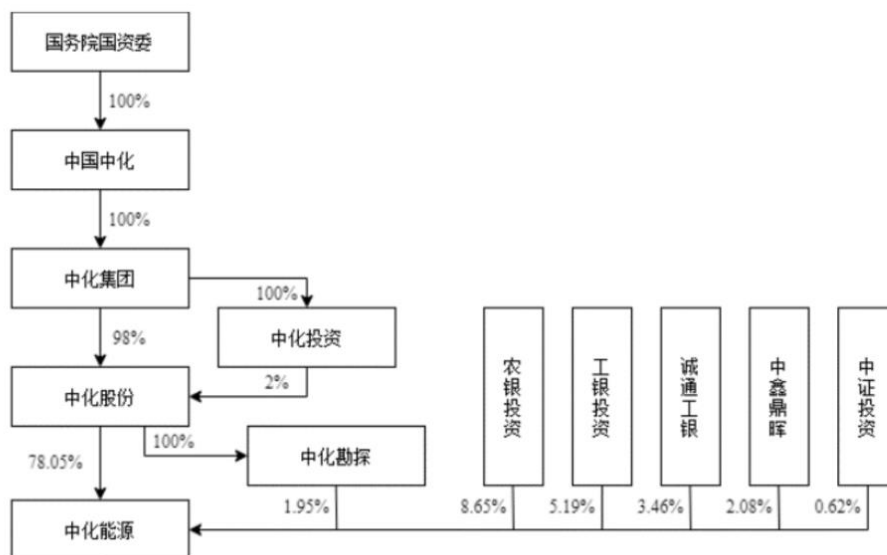 国务院国资委
100%
中国中化
100%
中化集团
100%
98%
中化投资
2%
中化股份
100%
78.05%
中化勘探
1.95%
中化能源
农银投资
8.65%
工银投资
5.19%
诚通工银
3.46%
中鑫鼎晖
2.08%
中证投资
0.62%